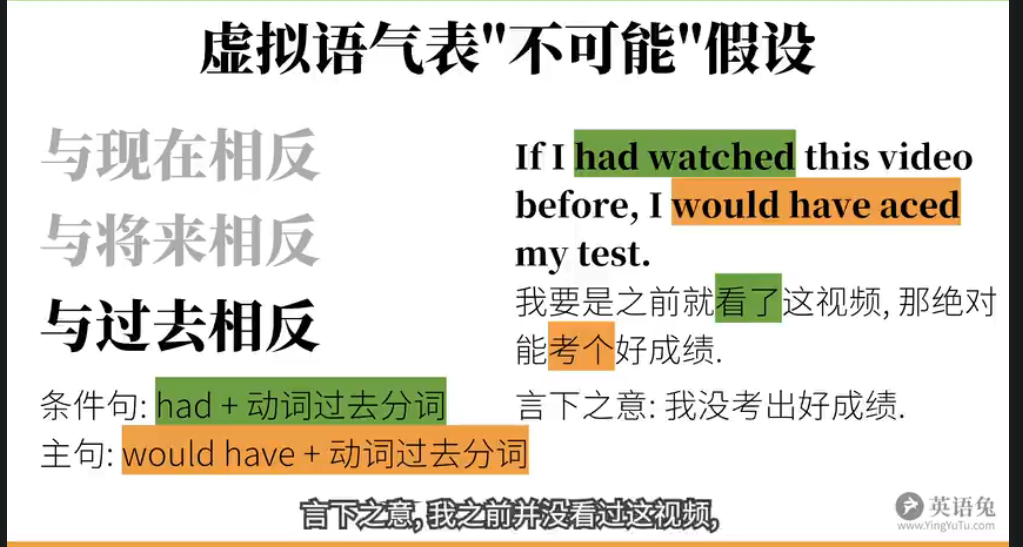 虚拟语气表"不可能"假设
与现在相反
与将来相反
与过去相反
条件句: had + 动词过去分词
主句: would have + 动词过去分词
If I had watched this video
before, I would have aced
my test.
我要是之前就看了这视频, 那绝对
能考个好成绩.
言下之意: 我没考出好成绩.
言下之意, 我之前并没看过这视频,
英语兔
www.YingYuTu.com